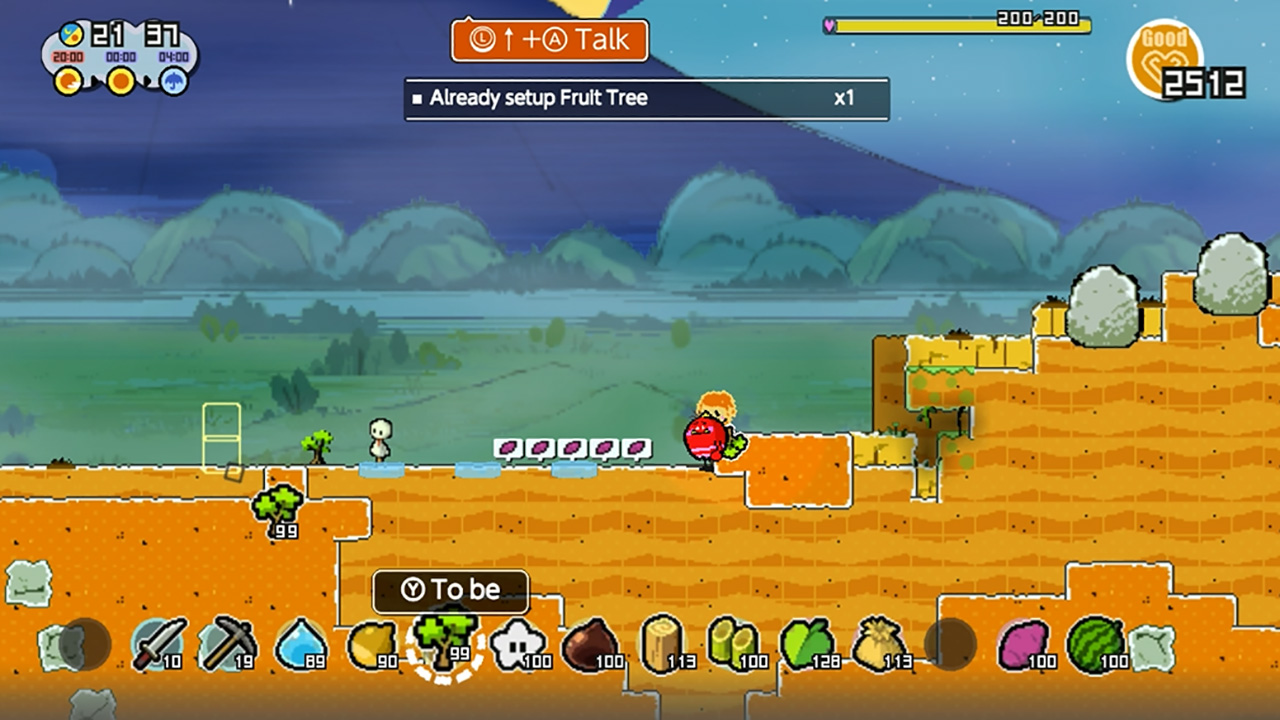 21 37
20:00 00:00 04:00
L ↑ +A Talk
200 200
Good
2512
Already setup Fruit Tree x1
99
Y To be
10 19 89 90 99 100 100 113 100 128 113 100 100